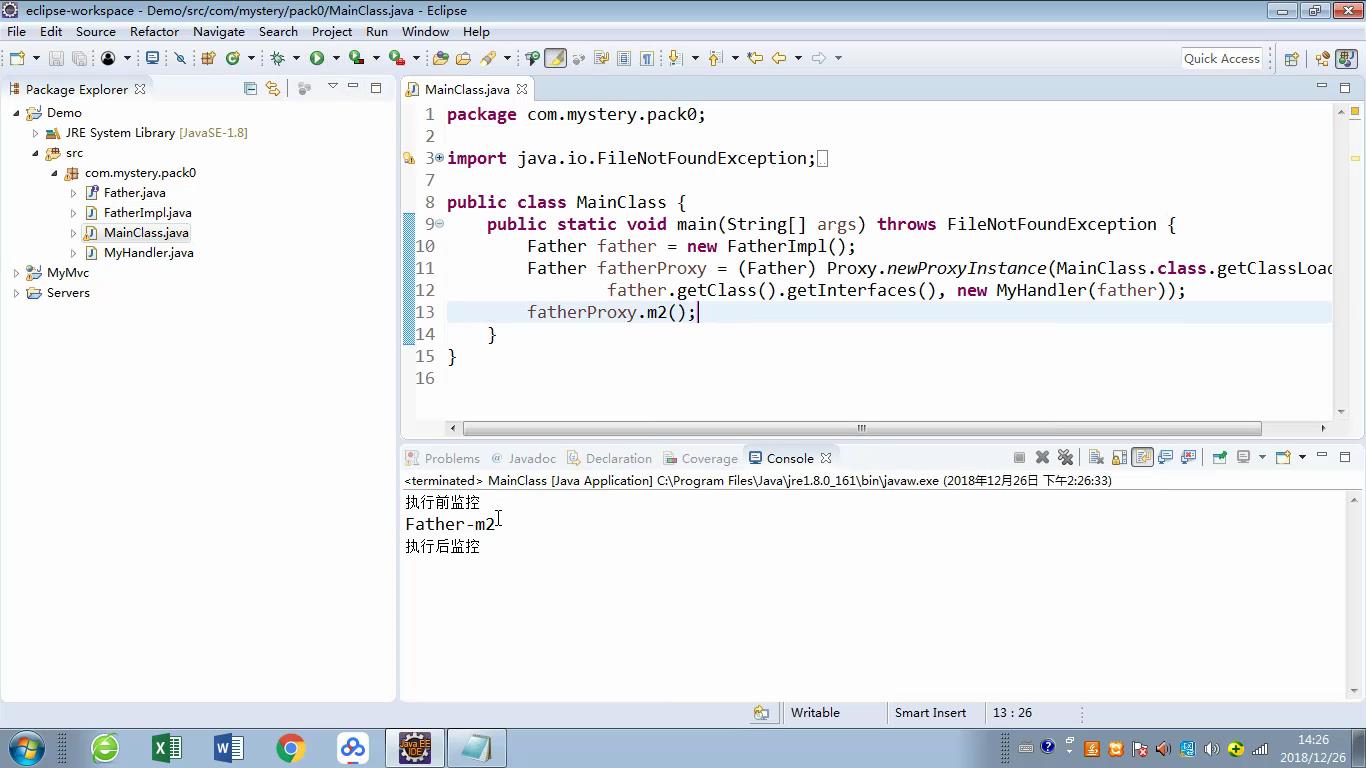 eclipse-workspace - Demo/src/com/mystery/pack0/MainClass.java - Eclipse
File Edit Source Refactor Navigate Search Project Run Window Help
Quick Access
Package Explorer
Demo
JRE System Library [JavaSE-1.8]
src
com.mystery.pack0
Father.java
FatherImpl.java
MainClass.java
MyHandler.java
MyMvc
Servers
MainClass.java
1 package com.mystery.pack0;
2
3 import java.io.FileNotFoundException;
7
8 public class MainClass {
9 public static void main(String[] args) throws FileNotFoundException {
10 Father father = new FatherImpl();
11 Father fatherProxy = (Father) Proxy.newProxyInstance(MainClass.class.getClassLoad
12 father.getClass().getInterfaces(), new MyHandler(father));
13 fatherProxy.m2();
14 }
15 }
16
Problems @ Javadoc Declaration Coverage Console
<terminated> MainClass [Java Application] C:\Program Files\Java\jre1.8.0_161\bin\javaw.exe (2018年12月26日 下午2:26:33)
执行前监控
Father-m2
执行后监控
Writable Smart Insert 13 : 26
Java EE
IDE
14:26
2018/12/26